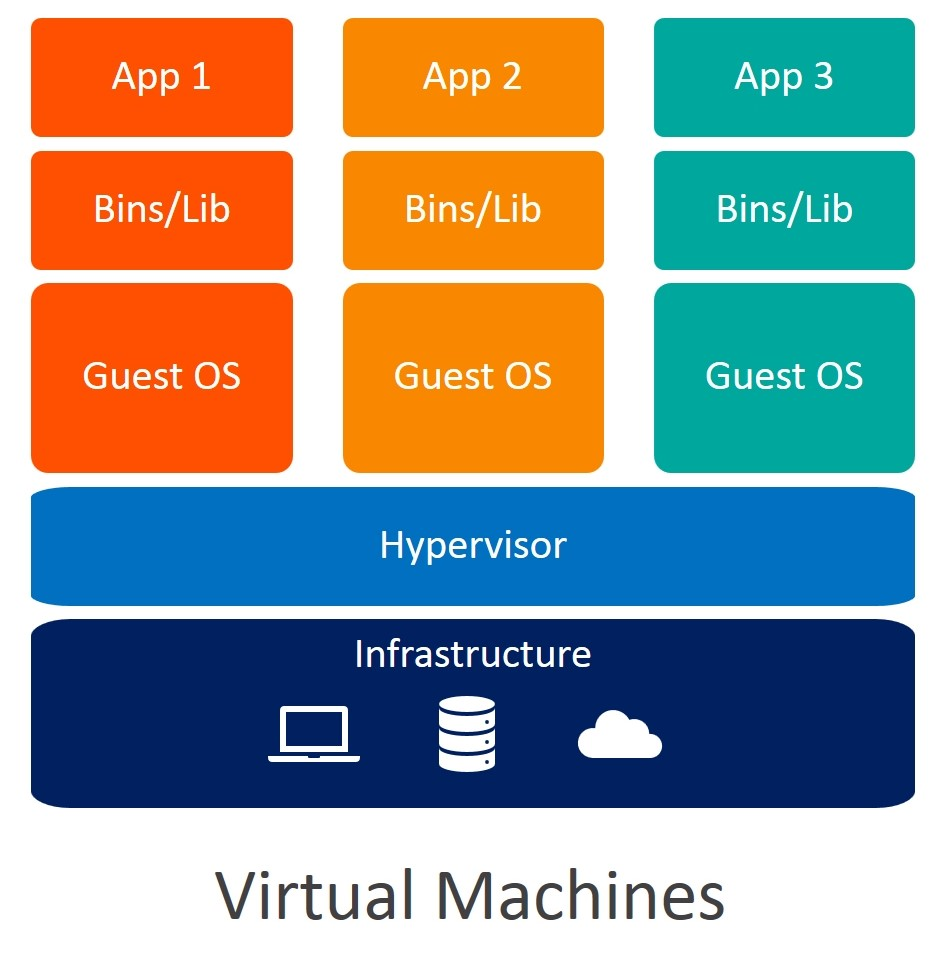 App 1
App 2
App 3
Bins/Lib
Bins/Lib
Bins/Lib
Guest OS
Guest OS
Guest OS
Hypervisor
Infrastructure
Virtual Machines